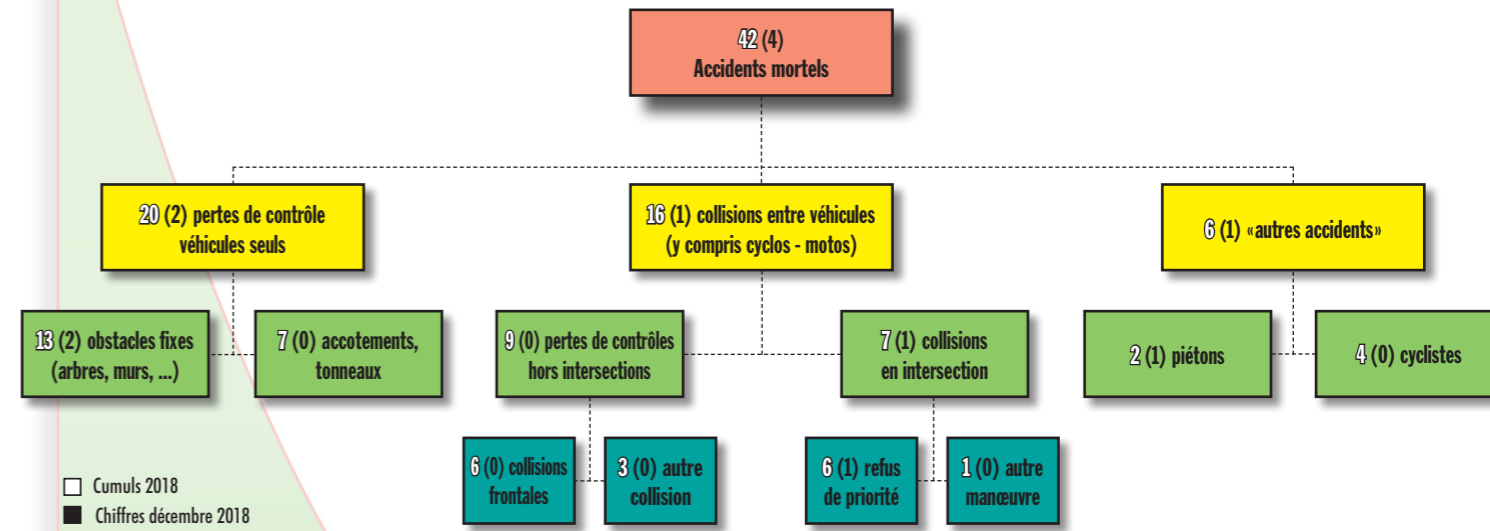 42 (4)
Accidents mortels
20 (2) pertes de contrôle
véhicules seuls
16 (1) collisions entre véhicules
(y compris cyclos - motos)
6 (1) «autres accidents»
13 (2) obstacles fixes
(arbres, murs, ...)
7 (0) accotements,
tonneaux
9 (0) pertes de contrôles
hors intersections
7 (1) collisions
en intersection
2 (1) piétons
4 (0) cyclistes
6 (0) collisions
frontales
3 (0) autre
collision
6 (1) refus
de priorité
1 (0) autre
manœuvre
Cumuls 2018
Chiffres décembre 2018